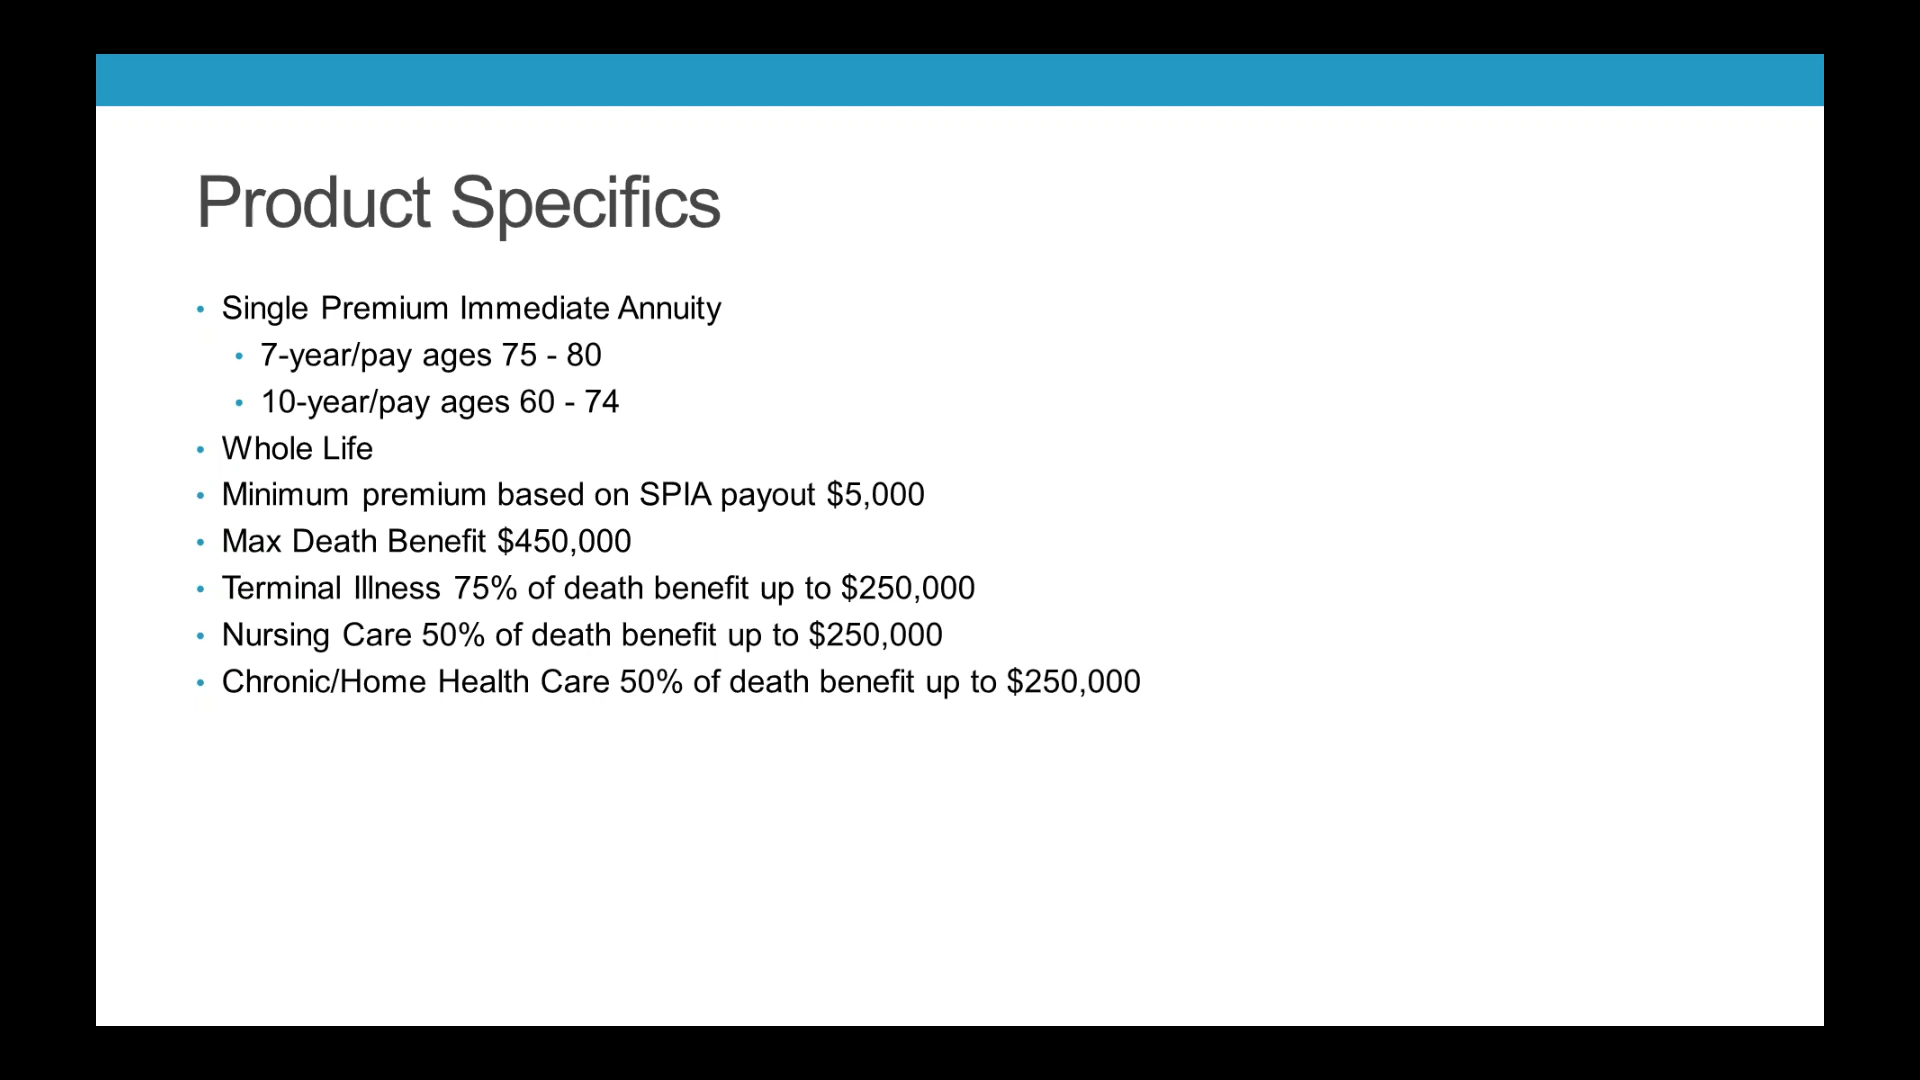 Product Specifics
• Single Premium Immediate Annuity
• 7-year/pay ages 75 - 80
• 10-year/pay ages 60 - 74
• Whole Life
• Minimum premium based on SPIA payout $5,000
• Max Death Benefit $450,000
• Terminal Illness 75% of death benefit up to $250,000
• Nursing Care 50% of death benefit up to $250,000
• Chronic/Home Health Care 50% of death benefit up to $250,000